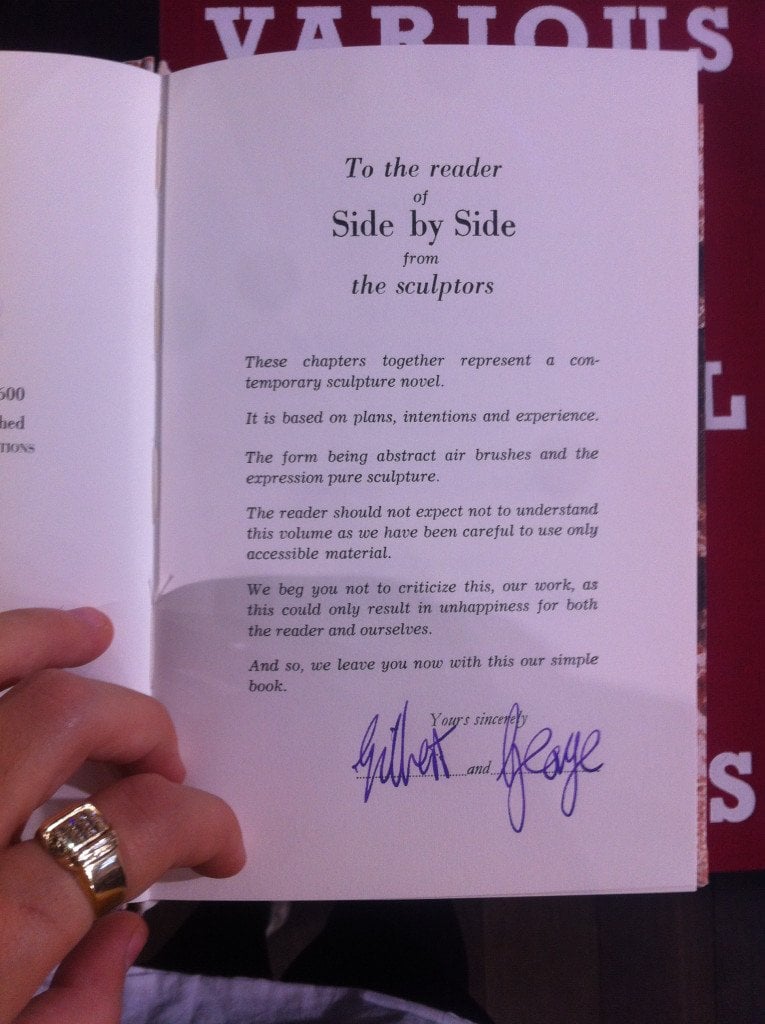 VARIOUS
To the reader
of
Side by Side
from
the sculptors
These chapters together represent a con-
temporary sculpture novel.
It is based on plans, intentions and experience.
The form being abstract air brushes and the
expression pure sculpture.
The reader should not expect not to understand
this volume as we have been careful to use only
accessible material.
We beg you not to criticize this, our work, as
this could only result in unhappiness for both
the reader and ourselves.
And so, we leave you now with this our simple
book.
Yours sincerely
Gilbert and George
600
hed
TIONS
L
S